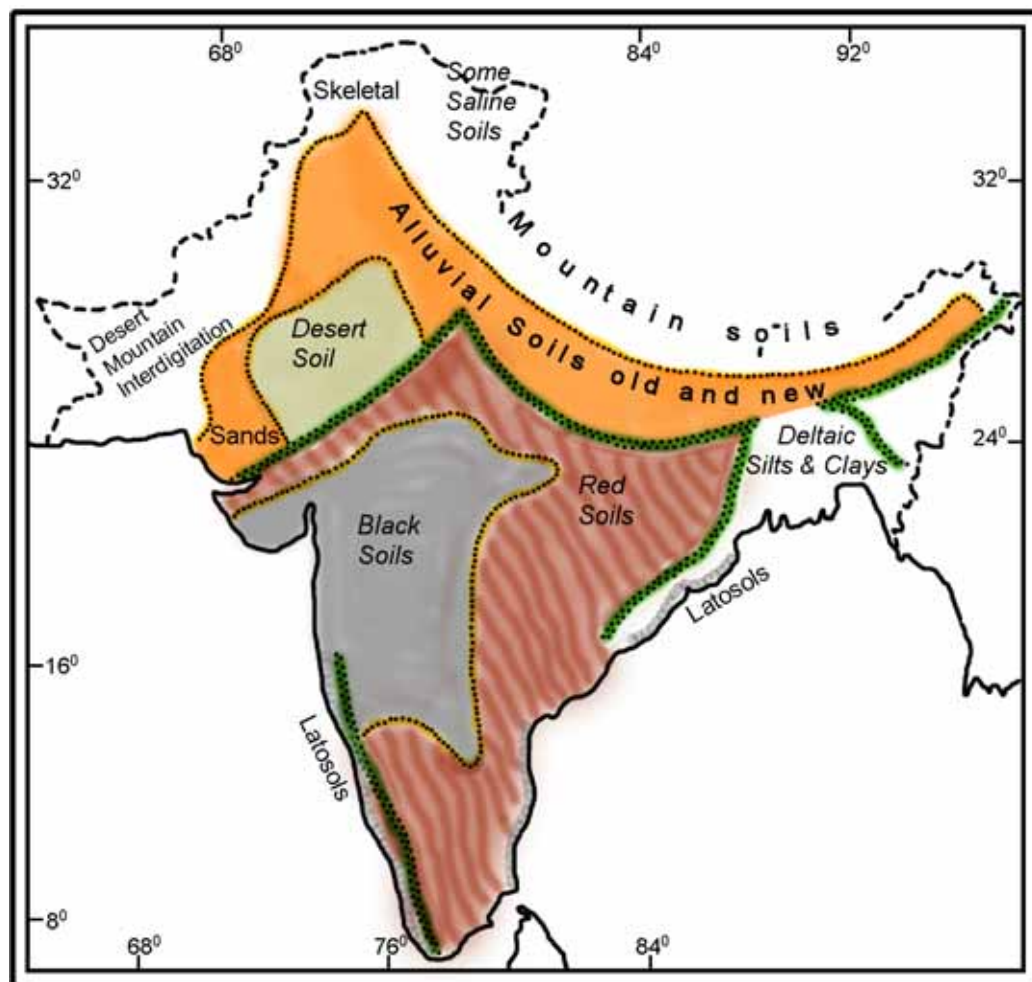 68⁰
84⁰
92⁰
Some
Saline
Soils
Skeletal
32⁰
32⁰
Mountain soils
Alluvial Soils old and new
Desert
Mountain
Interdigitation
Desert
Soil
Sands
24⁰
Deltaic
Silts & Clays
Red
Soils
Black
Soils
Latosols
16⁰
Latosols
8⁰
68⁰
76⁰
84⁰